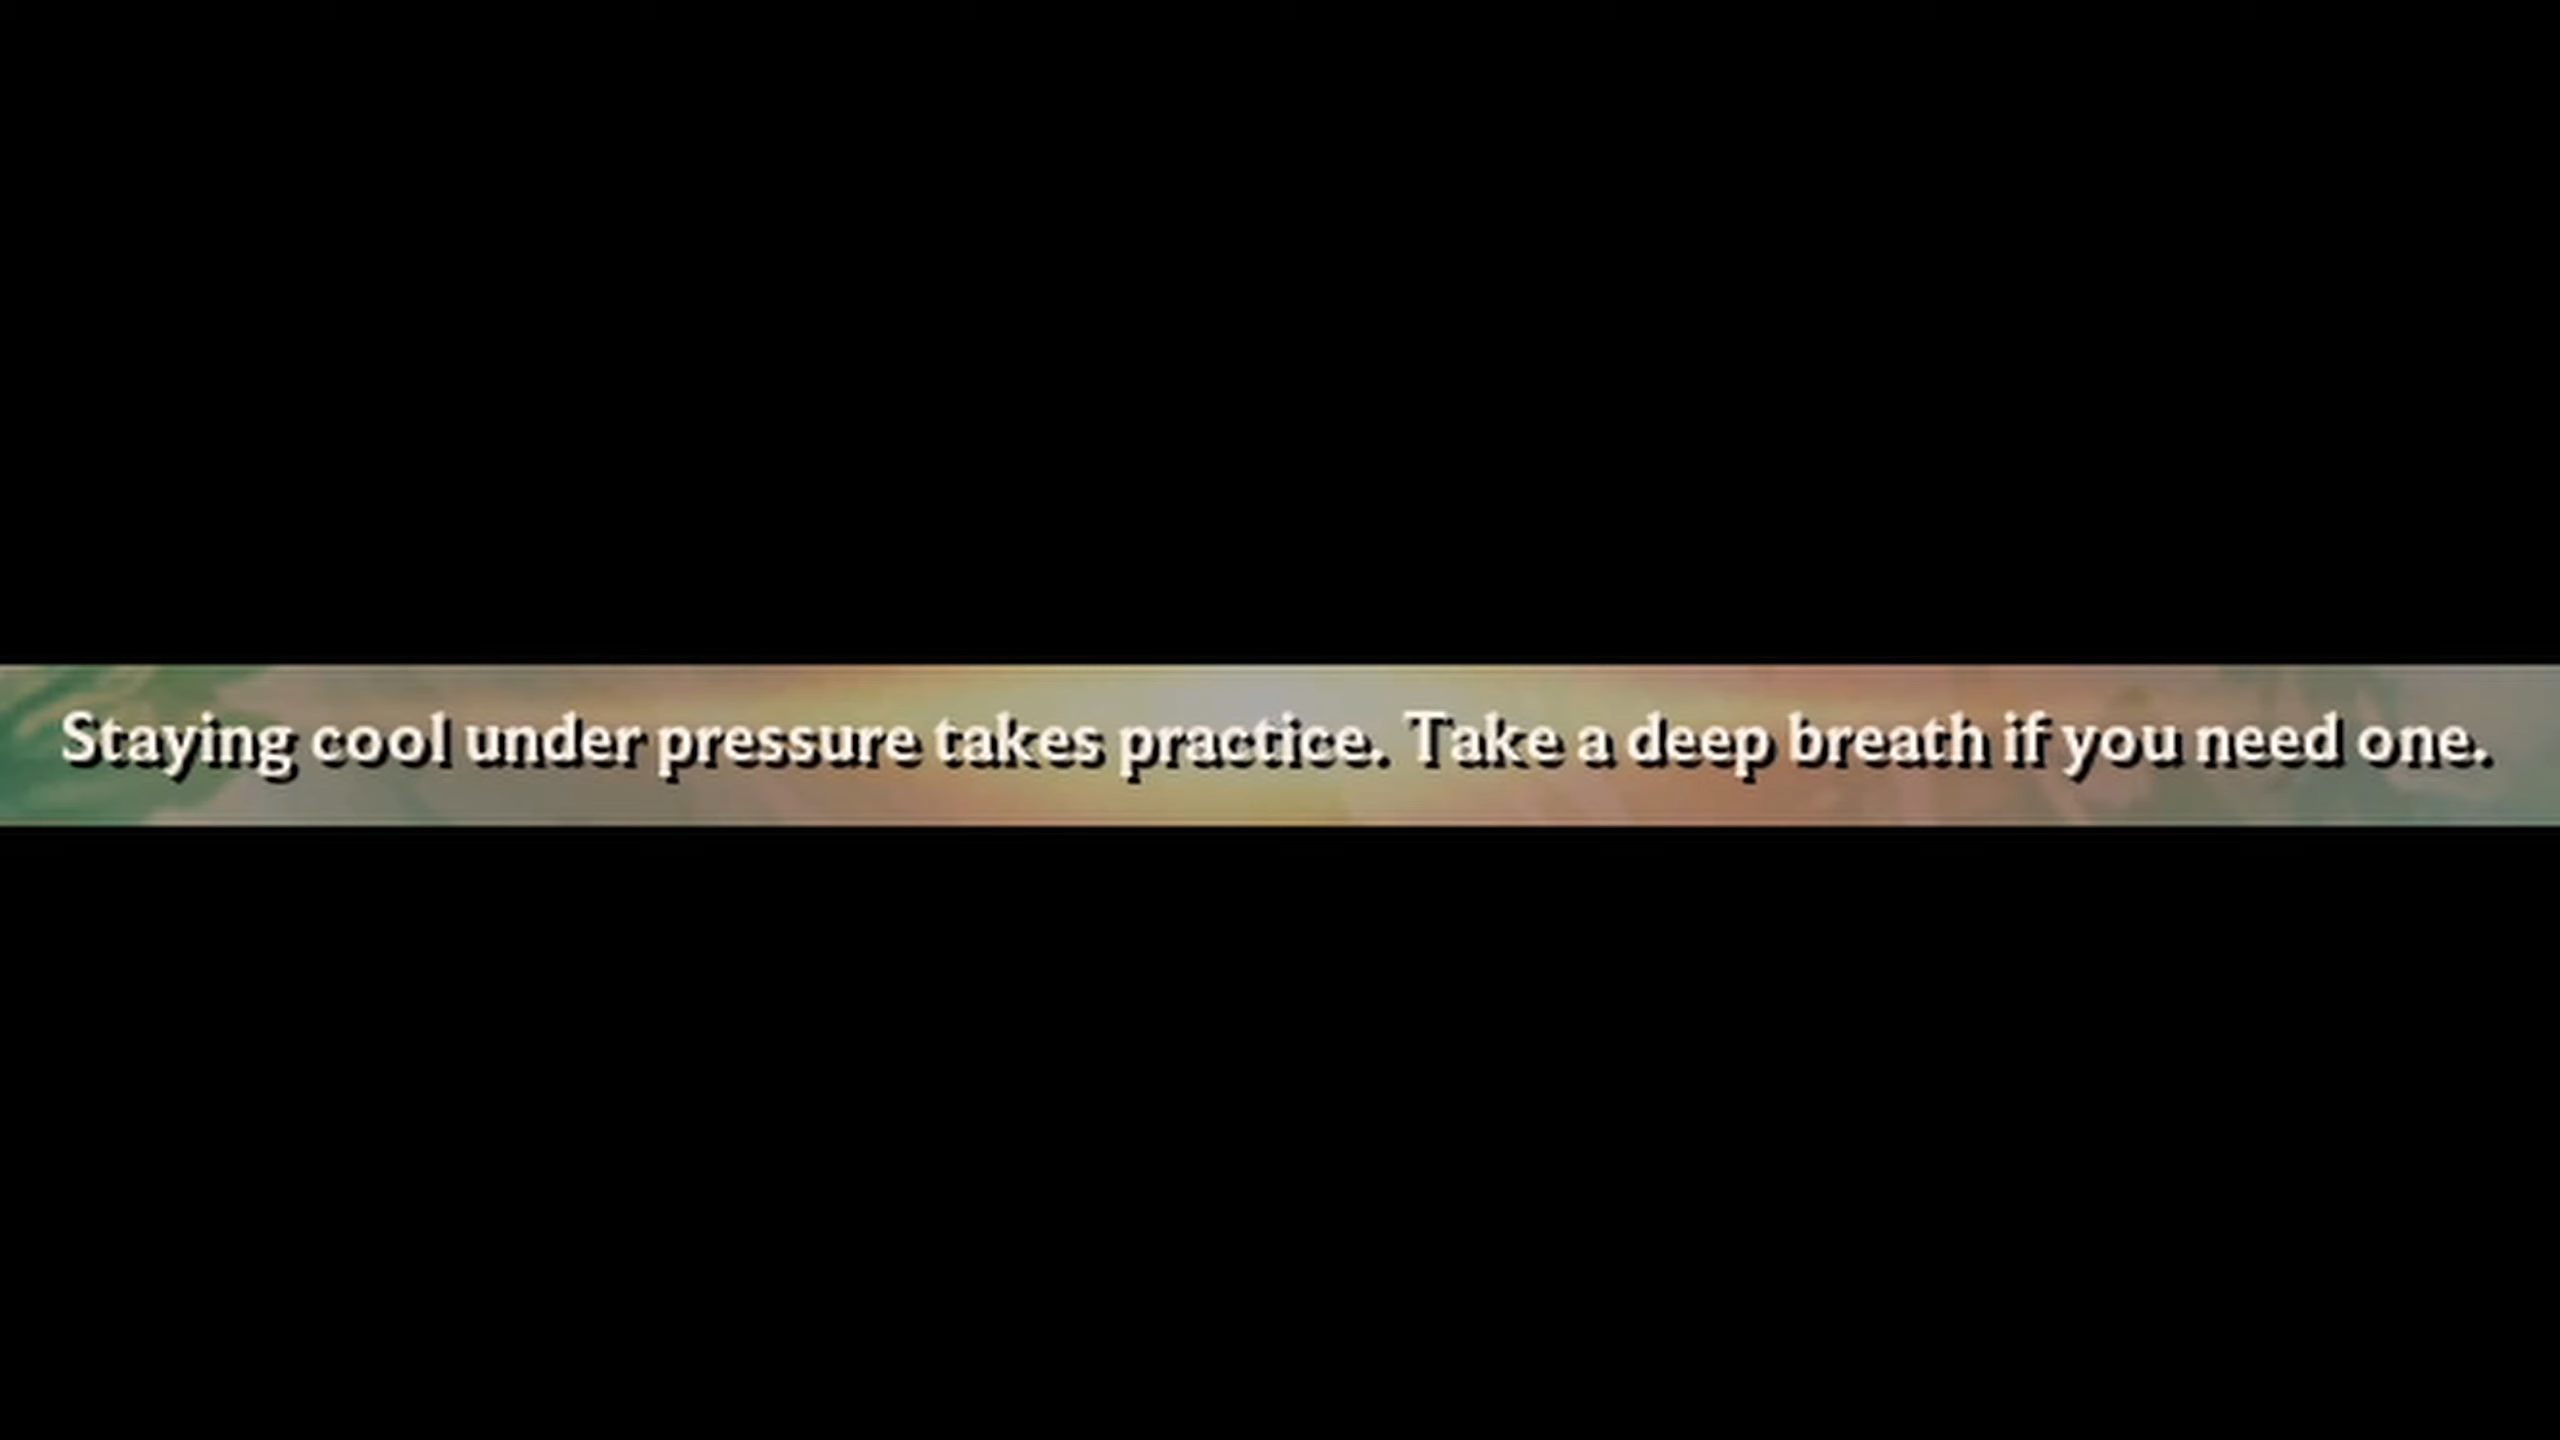 Staying cool under pressure takes practice. Take a deep breath if you need one.